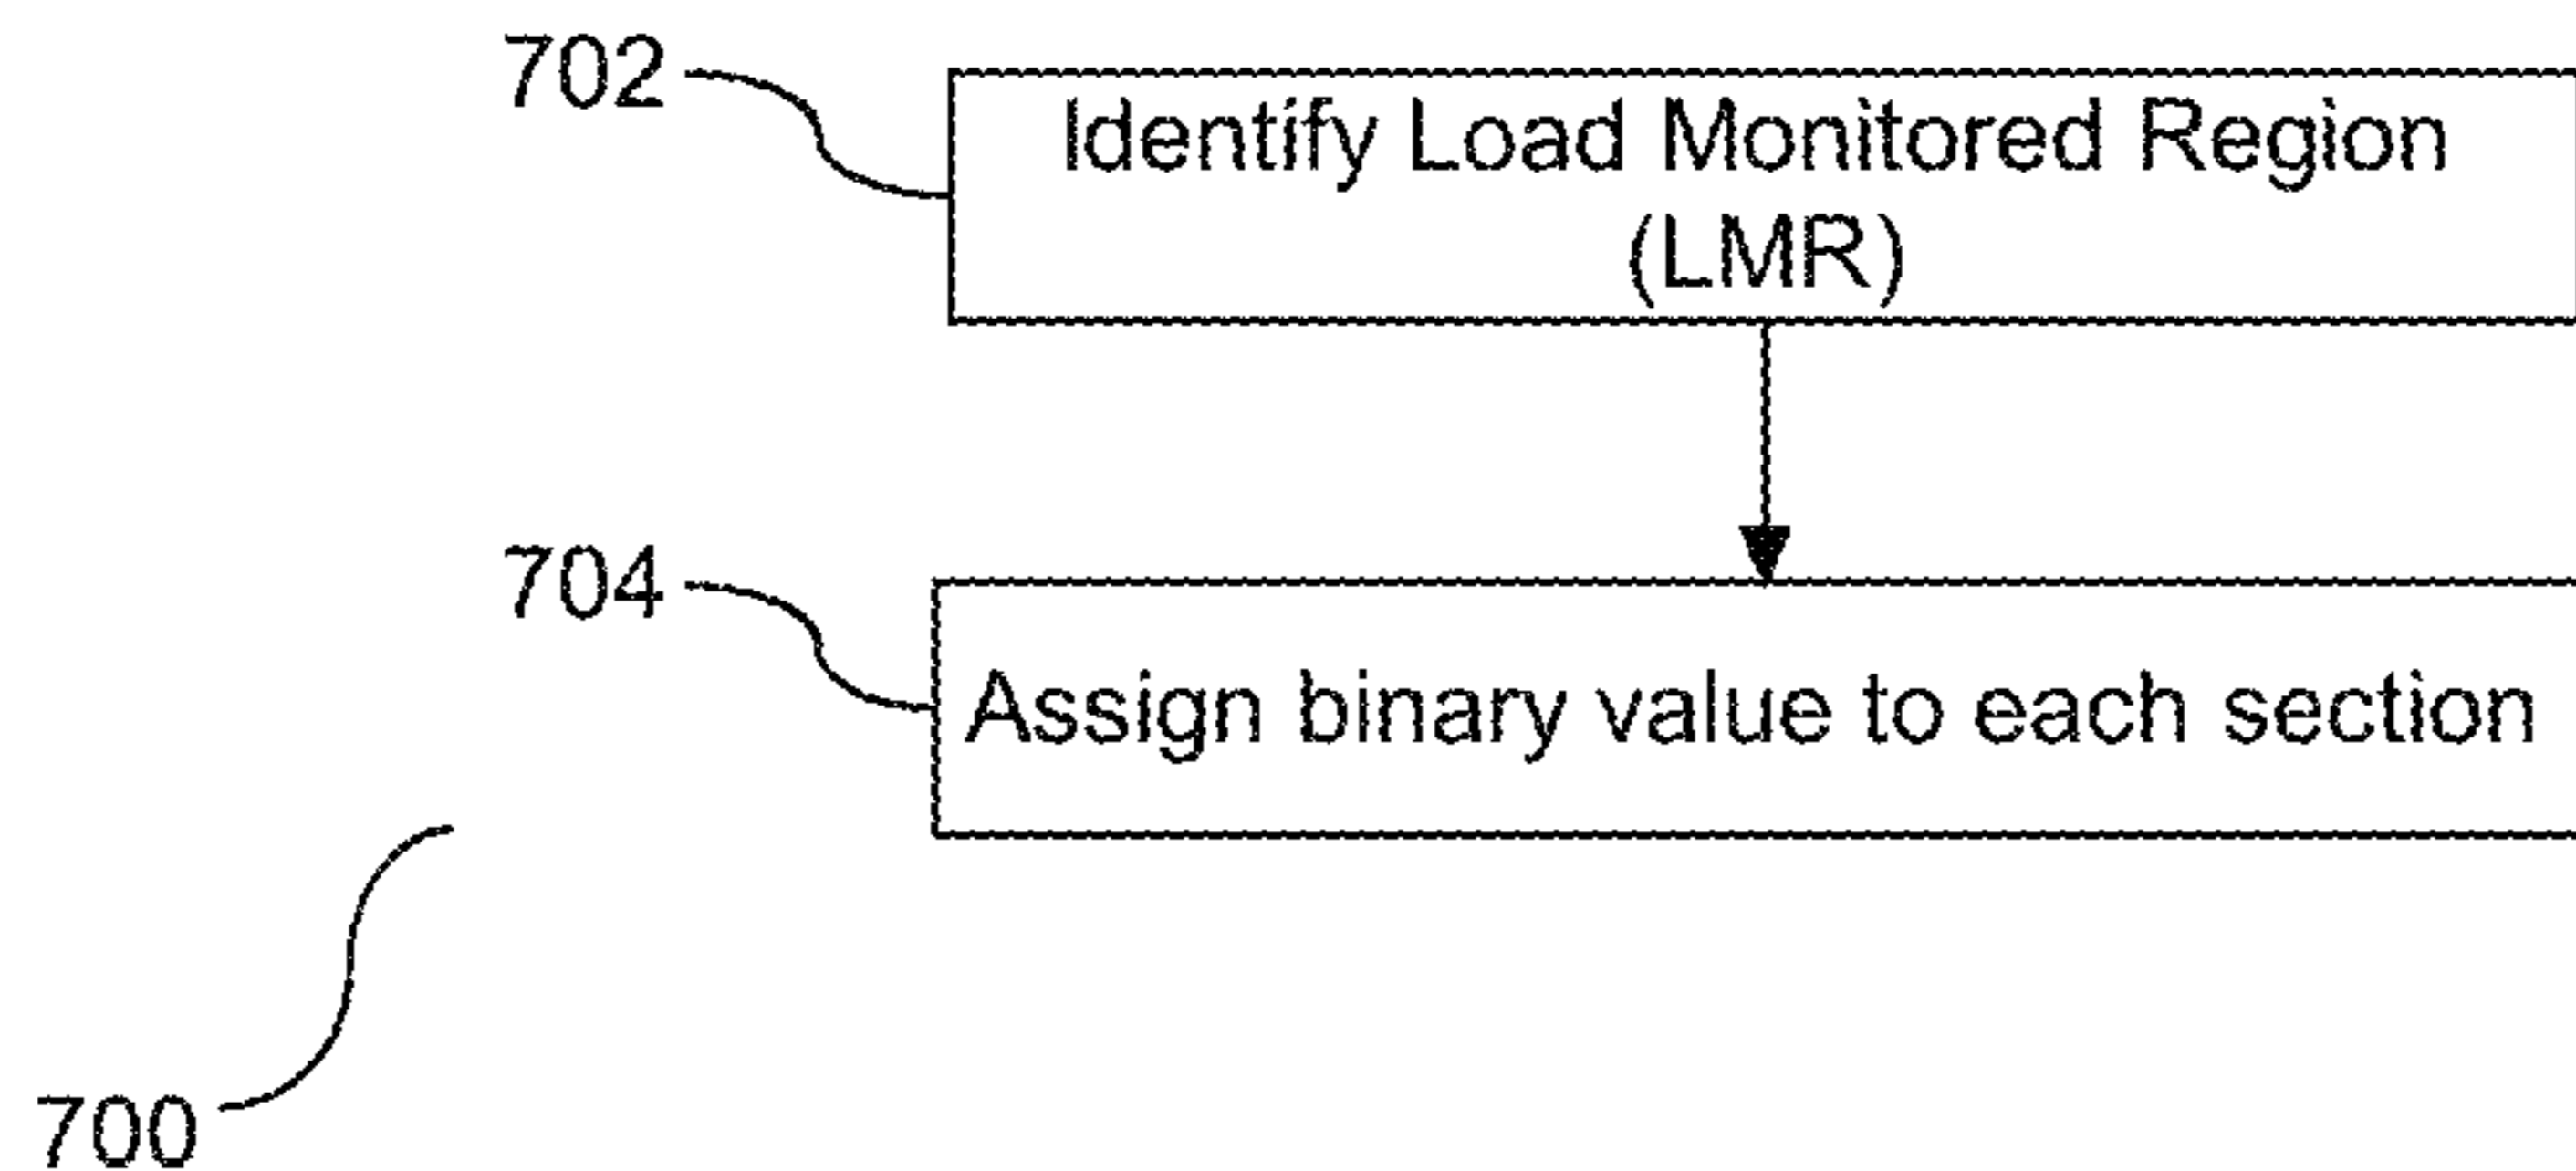 702
Identify Load Monitored Region
(LMR)
704
Assign binary value to each section
700